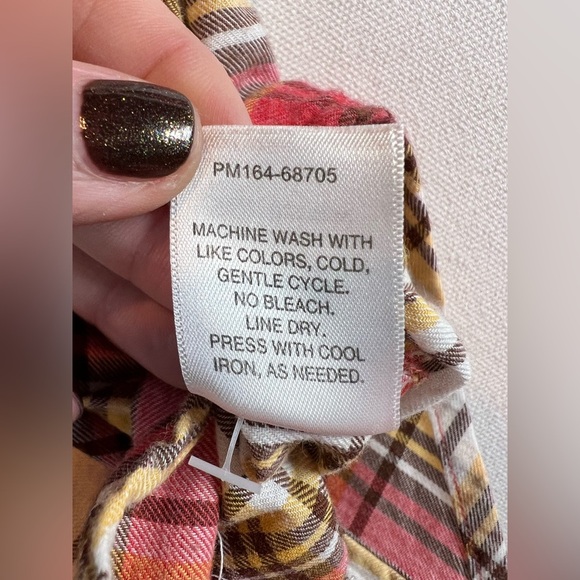 PM164-68705
MACHINE WASH WITH
LIKE COLORS, COLD,
GENTLE CYCLE.
NO BLEACH.
LINE DRY.
PRESS WITH COOL
IRON, AS NEEDED.